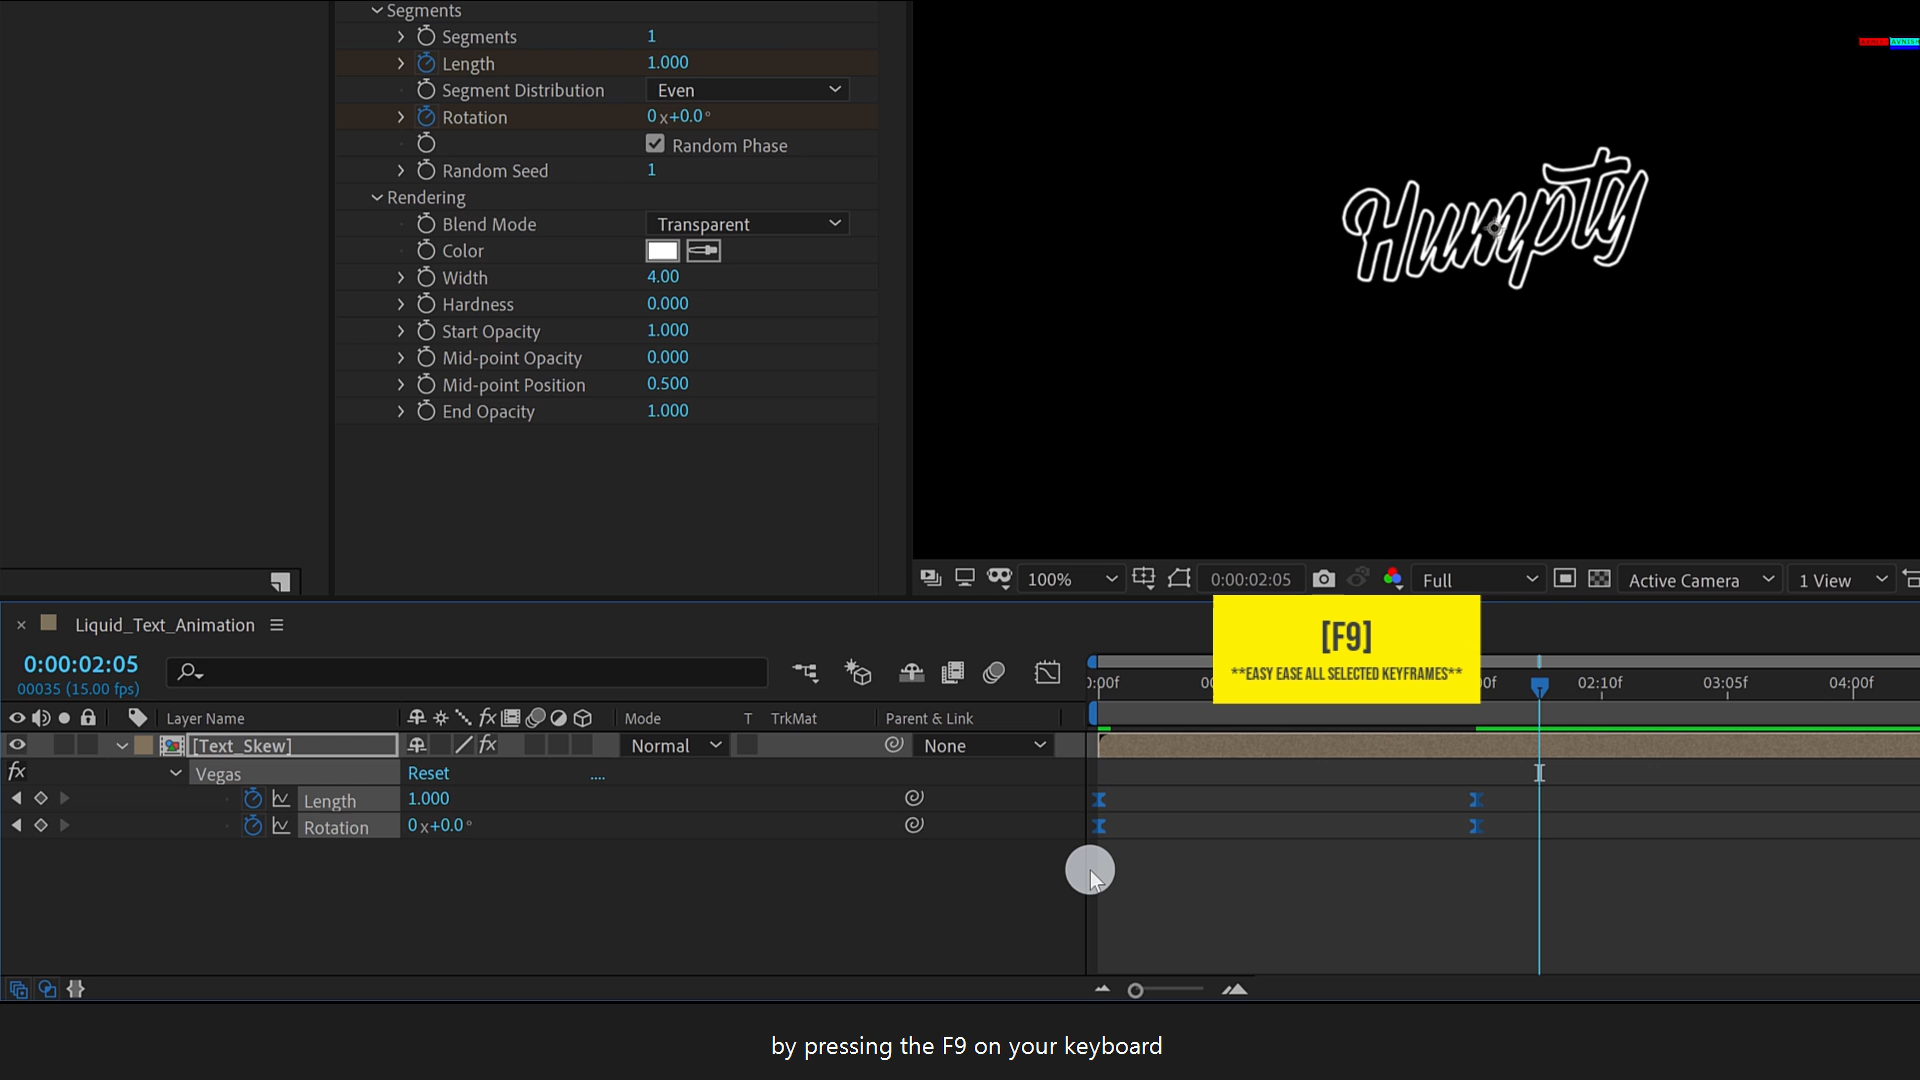 Segments
Segments 1
Length 1.000
Segment Distribution Even
Rotation 0 x+0.0°
Random Phase
Random Seed 1
Rendering
Blend Mode Transparent
Color
Width 4.00
Hardness 0.000
Start Opacity 1.000
Mid-point Opacity 0.000
Mid-point Position 0.500
End Opacity 1.000
Humpty
100% 0:00:02:05 Full Active Camera 1 View
Liquid_Text_Animation
0:00:02:05
00035 (15.00 fps)
[F9]
**EASY EASE ALL SELECTED KEYFRAMES**
02:10f 03:05f 04:00f
Layer Name fx Mode T TrkMat Parent & Link
[Text_Skew] fx Normal None
fx Vegas Reset ....
Length 1.000
Rotation 0 x+0.0°
by pressing the F9 on your keyboard